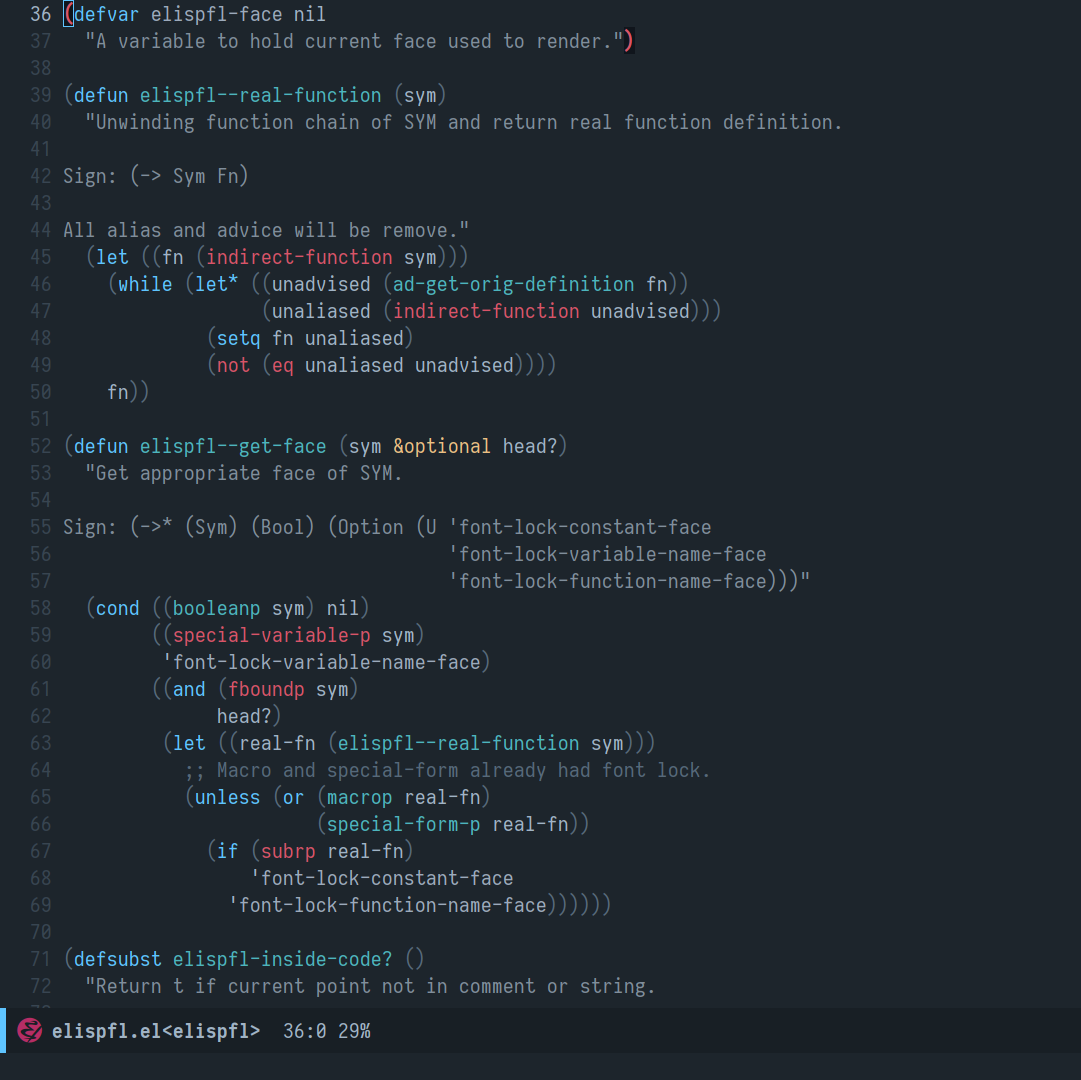 36 (defvar elispfl-face nil
37   "A variable to hold current face used to render.")
38
39 (defun elispfl--real-function (sym)
40   "Unwinding function chain of SYM and return real function definition.
41
42 Sign: (-> Sym Fn)
43
44 All alias and advice will be remove."
45   (let ((fn (indirect-function sym)))
46     (while (let* ((unadvised (ad-get-orig-definition fn))
47                   (unaliased (indirect-function unadvised)))
48              (setq fn unaliased)
49              (not (eq unaliased unadvised))))
50     fn))
51
52 (defun elispfl--get-face (sym &optional head?)
53   "Get appropriate face of SYM.
54
55 Sign: (->* (Sym) (Bool) (Option (U 'font-lock-constant-face
56                                    'font-lock-variable-name-face
57                                    'font-lock-function-name-face)))"
58   (cond ((booleanp sym) nil)
59         ((special-variable-p sym)
60          'font-lock-variable-name-face)
61         ((and (fboundp sym)
62               head?)
63          (let ((real-fn (elispfl--real-function sym)))
64            ;; Macro and special-form already had font lock.
65            (unless (or (macrop real-fn)
66                        (special-form-p real-fn))
67              (if (subrp real-fn)
68                  'font-lock-constant-face
69                'font-lock-function-name-face))))))
70
71 (defsubst elispfl-inside-code? ()
72   "Return t if current point not in comment or string.
elispfl.el<elispfl>  36:0 29%